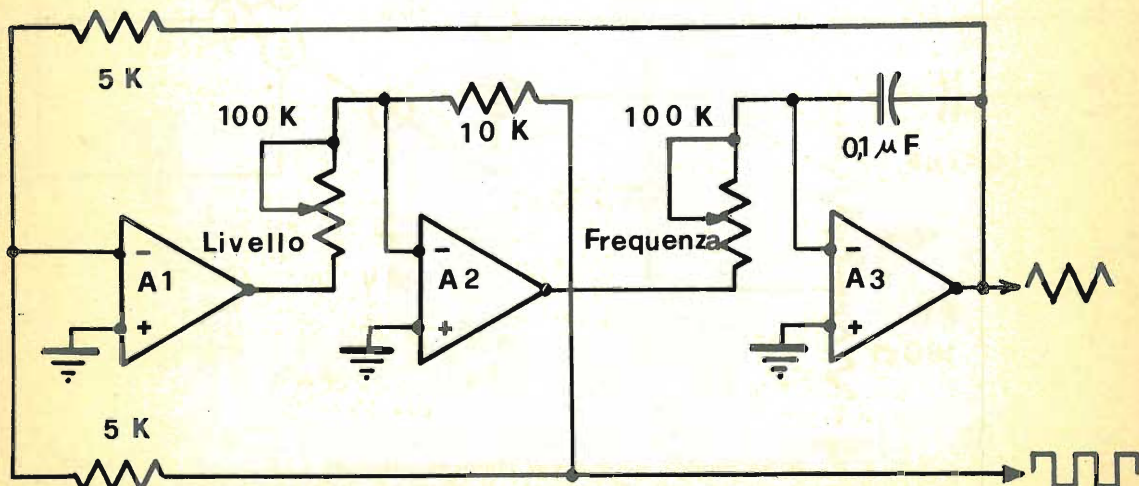 5 K
100 K
10 K
100 K
0,1 μF
Livello
Frequenza
-
A1
+
-
A2
+
-
A3
+
5 K